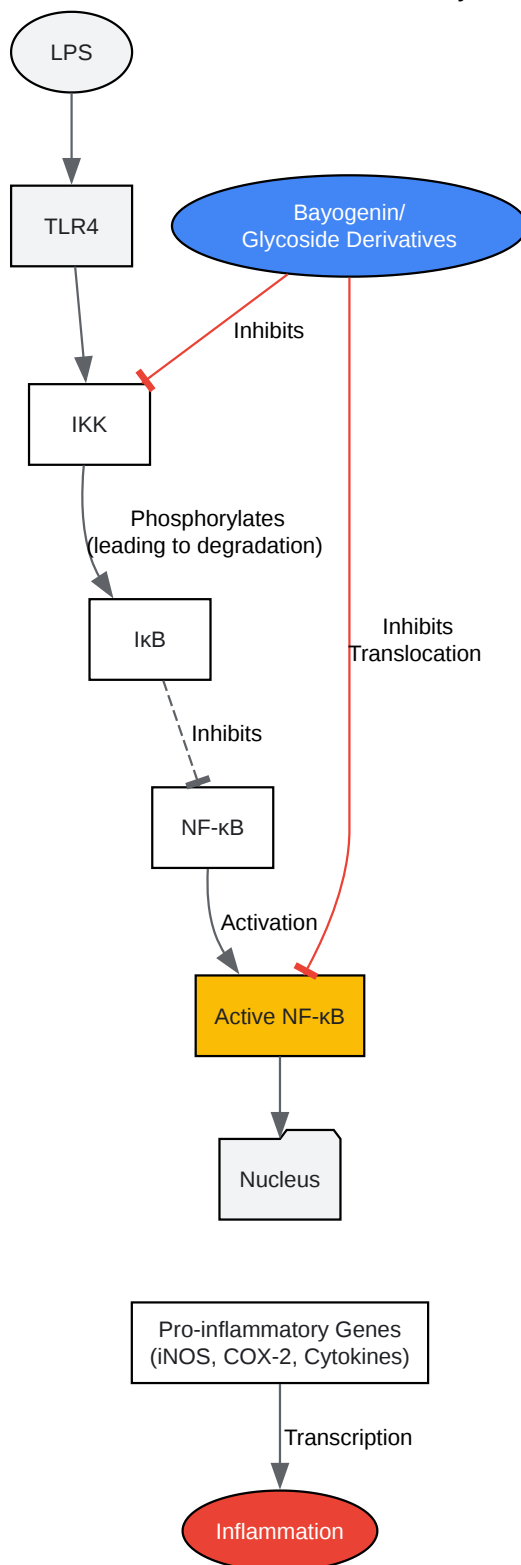 LPS
TLR4
Bayogenin/
Glycoside Derivatives
Inhibits
IKK
Phosphorylates
(leading to degradation)
IκB
Inhibits
Translocation
Inhibits
NF-κB
Activation
Active NF-κB
Nucleus
Pro-inflammatory Genes
(iNOS, COX-2, Cytokines)
Transcription
Inflammation